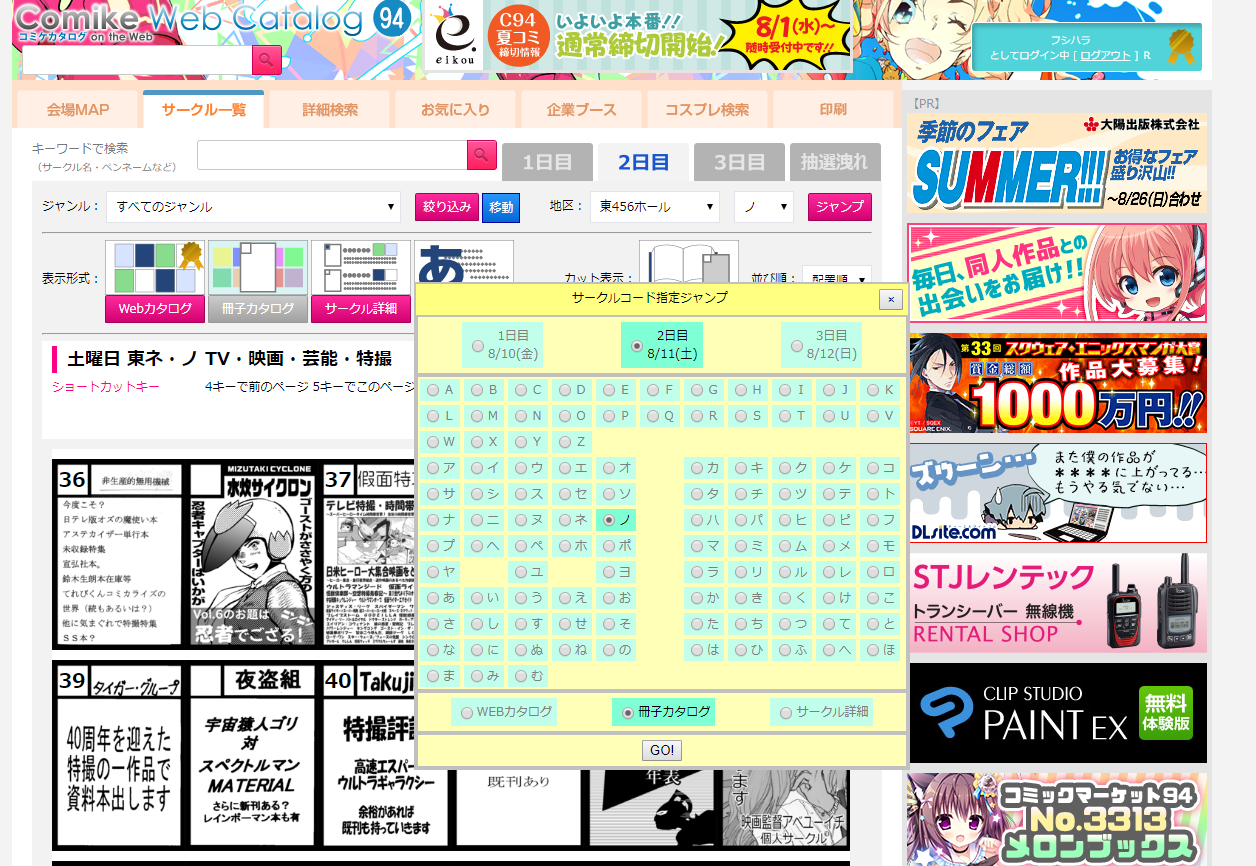 Comike Web Catalog 94
コミケカタログ on the Web
eikou
C94
夏コミ
締切情報
いよいよ本番!!
通常締切開始!
8/1(水)～
随時受付中です!!
フシハラ
としてログイン中 [ ログアウト ] R
会場MAP
サークル一覧
詳細検索
お気に入り
企業ブース
コスプレ検索
印刷
キーワードで検索
(サークル名・ペンネームなど)
1日目
2日目
3日目
抽選洩れ
ジャンル：
すべてのジャンル
絞り込み
移動
地区：
東456ホール
ノ
ジャンプ
表示形式：
Webカタログ
冊子カタログ
サークル詳細
あ
カット表示：
並び順：
配置順
土曜日 東ネ・ノ TV・映画・芸能・特撮
ショートカットキー
4キーで前のページ 5キーでこのページ
サークルコード指定ジャンプ
×
1日目
8/10(金)
2日目
8/11(土)
3日目
8/12(日)
A B C D E F G H I J K
L M N O P Q R S T U V
W X Y Z
ア イ ウ エ オ カ キ ク ケ コ
サ シ ス セ ソ タ チ ツ テ ト
ナ ニ ヌ ネ ノ ハ パ ヒ ピ フ
プ ヘ ペ ホ ポ マ ミ ム メ モ
ヤ ユ ヨ ラ リ ル レ ロ
あ い う え お か き く け こ
さ し す せ そ た ち つ て と
な に ぬ ね の は ひ ふ へ ほ
ま み む
WEBカタログ
冊子カタログ
サークル詳細
GO!
36
非生産的無用機械
今度こそ？
日テレ版オズの魔使い本
アステカイザー単行本
未収録特集
宣弘社本。
鈴木生朗本在庫等
てれびくんコミカライズの
世界（続もあるいは？）
他に気まぐれで特撮特集
SS本？
MIZUTAKI CYCLONE
水炊サイクロン
ゴーストがささやく方の
忍者キャプターはいかが
Vol.6のお題は
忍者でござる!
37
仮面特
テレビ特撮・時間帯
日米ヒーロー大集合映画を
39
タイガー・グループ
40周年を迎えた
特撮の一作品で
資料本出します
夜盗組
宇宙猿人ゴリ
対
スペクトルマン
MATERIAL
さらに新刊ある？
レインボーマン本も有
40
Takuji
特撮評
高速エスパー
ウルトラギャラクシー
余裕があれば
既刊も持っていきます
既刊あり
年表
ます
映画監督アベユーイチ
個人サークル
【PR】
季節のフェア
大陽出版株式会社
SUMMER!!!
お得なフェア
盛り沢山!!
～8/26(日)合わせ
毎日、同人作品との
出会いをお届け!!
第33回 スクウェア・エニックスマンガ大賞
賞金総額
作品大募集！
1000万円!!
SQUARE ENIX
ズゥーン…
また僕の作品が
＊＊＊＊に上がってる…
もうやる気でない…
DLsite.com
STJレンテック
トランシーバー 無線機
RENTAL SHOP
CLIP STUDIO
PAINT EX
無料
体験版
コミックマーケット94
No.3313
メロンブックス